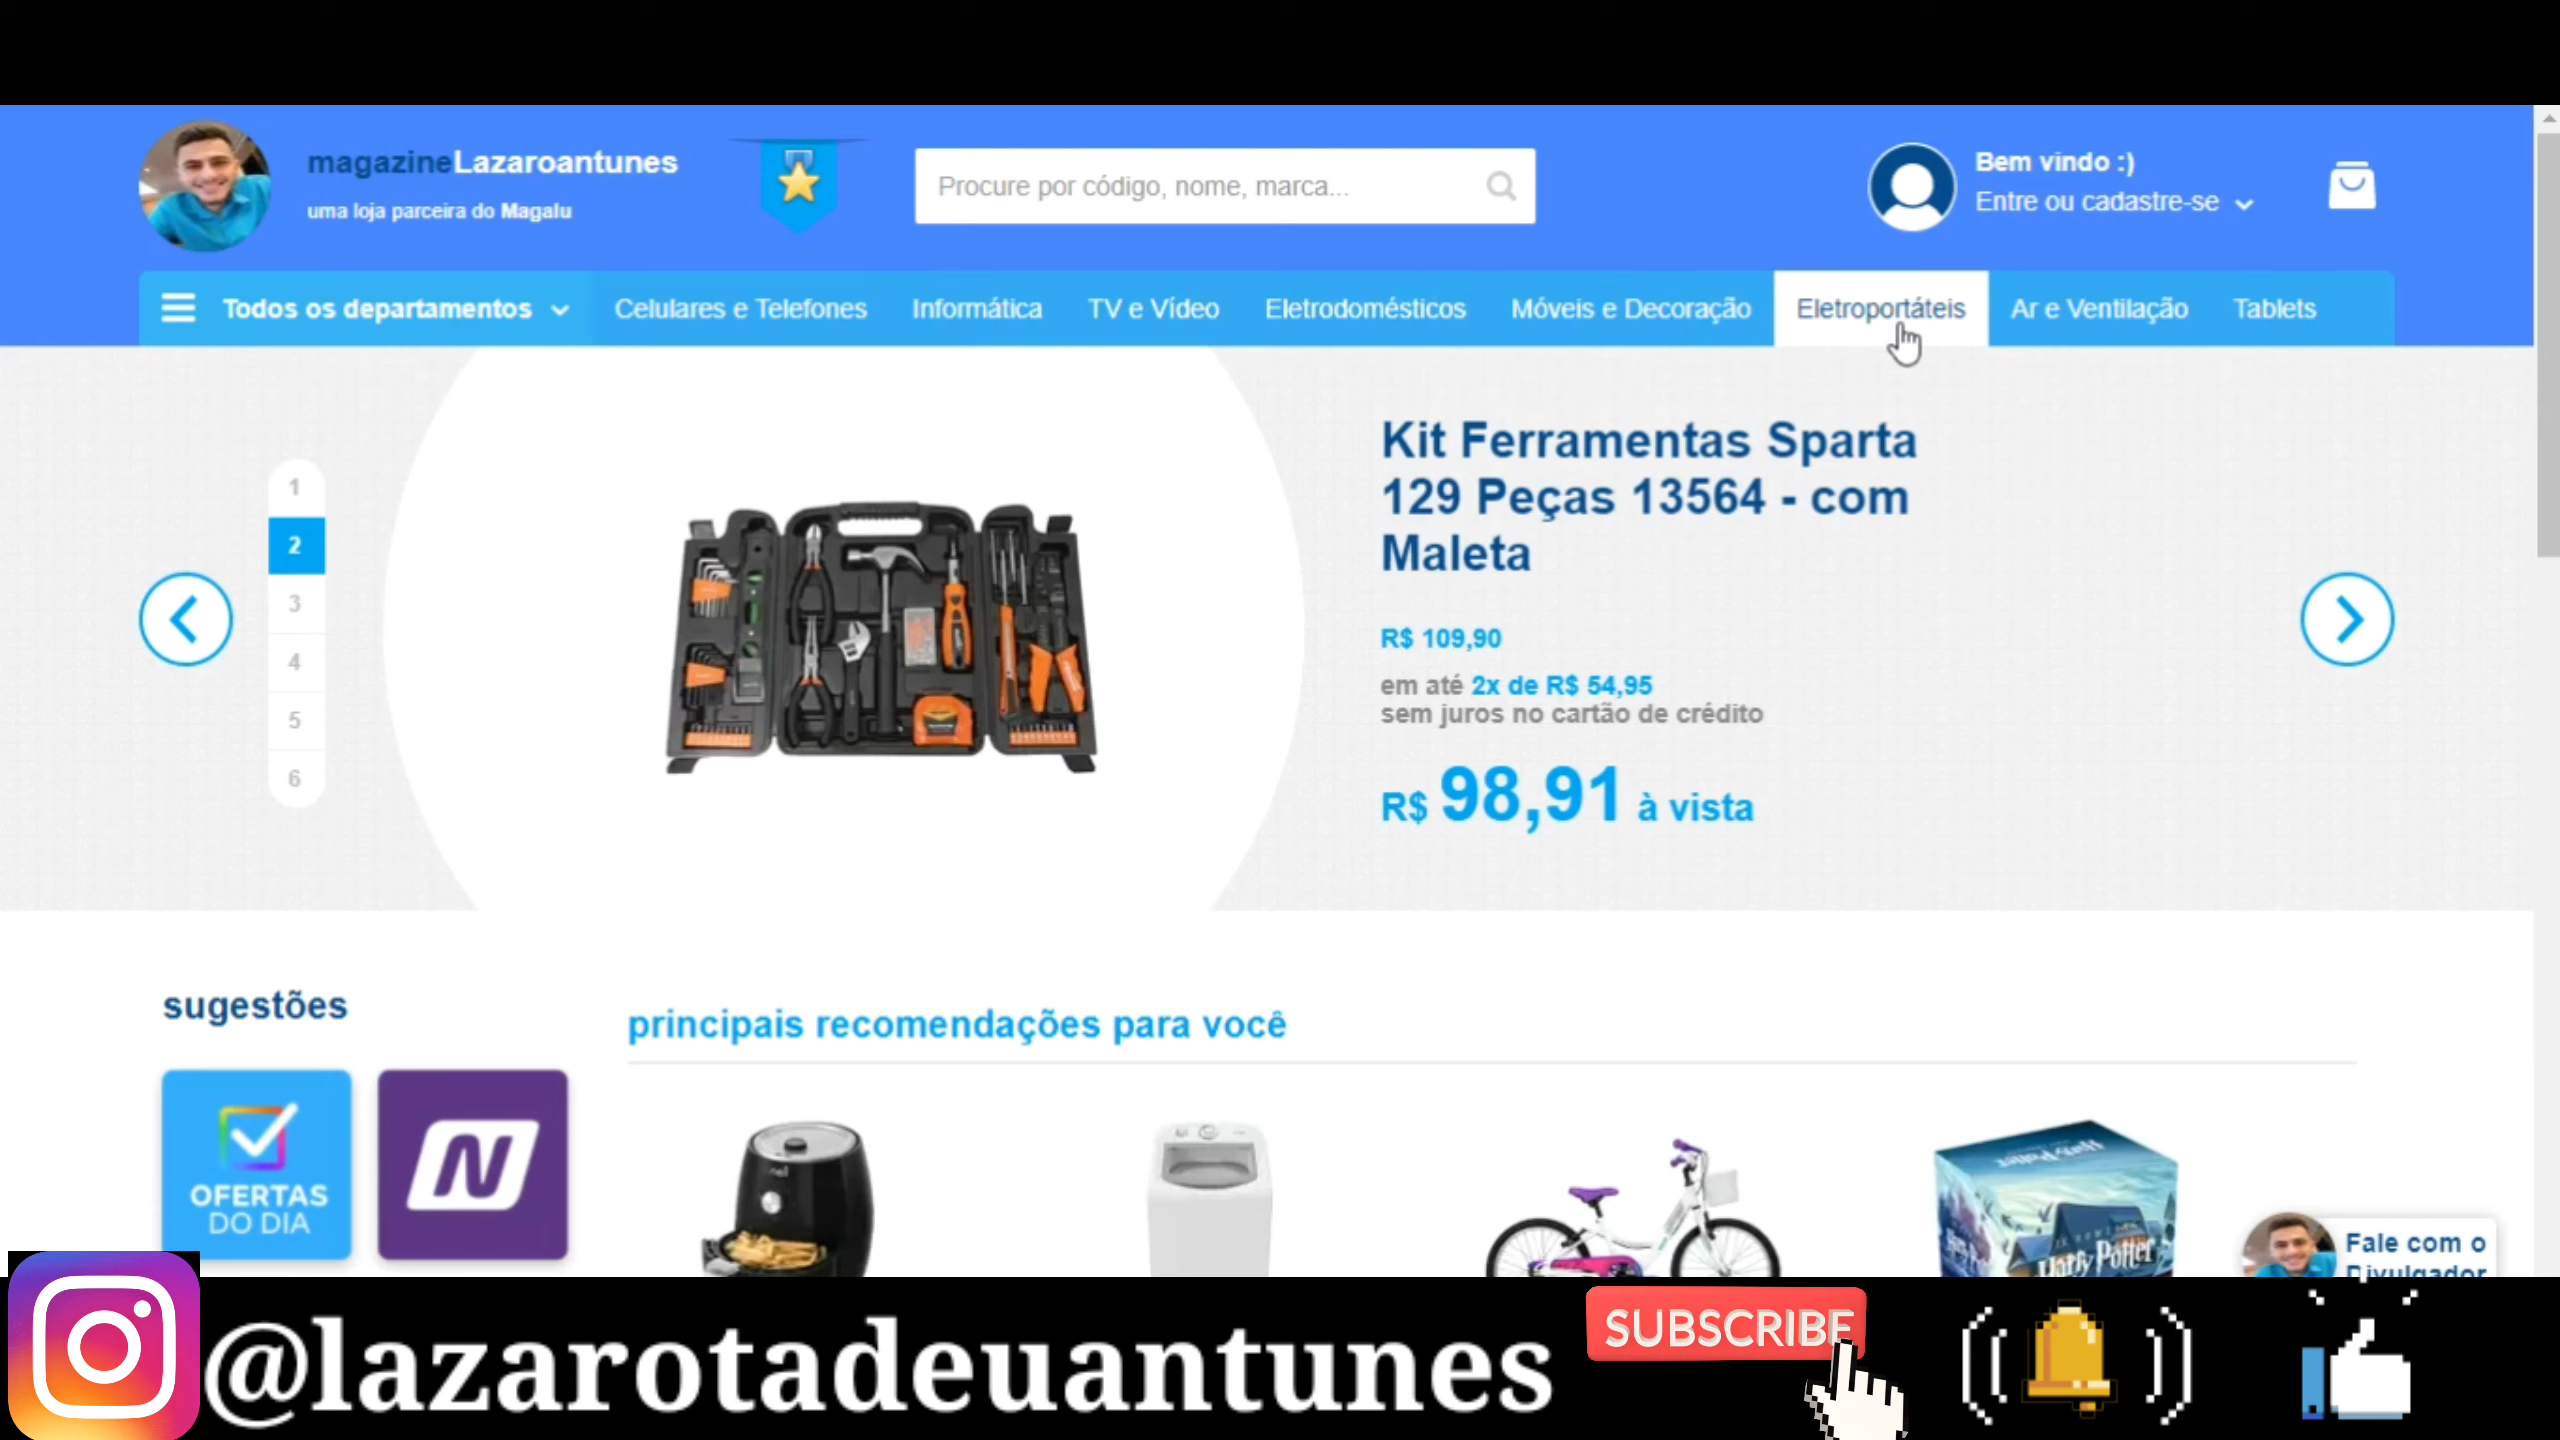 magazineLazaroantunes
uma loja parceira do Magalu
Procure por código, nome, marca...
Bem vindo :)
Entre ou cadastre-se
Todos os departamentos
Celulares e Telefones
Informática
TV e Vídeo
Eletrodomésticos
Móveis e Decoração
Eletroportáteis
Ar e Ventilação
Tablets
1
2
3
4
5
6
Kit Ferramentas Sparta
129 Peças 13564 - com
Maleta
R$ 109,90
em até 2x de R$ 54,95
sem juros no cartão de crédito
R$ 98,91 à vista
sugestões
principais recomendações para você
OFERTAS
DO DIA
N
Harry Potter
Harry Potter
Fale com o
Divulgador
@lazarotadeuantunes
SUBSCRIBE